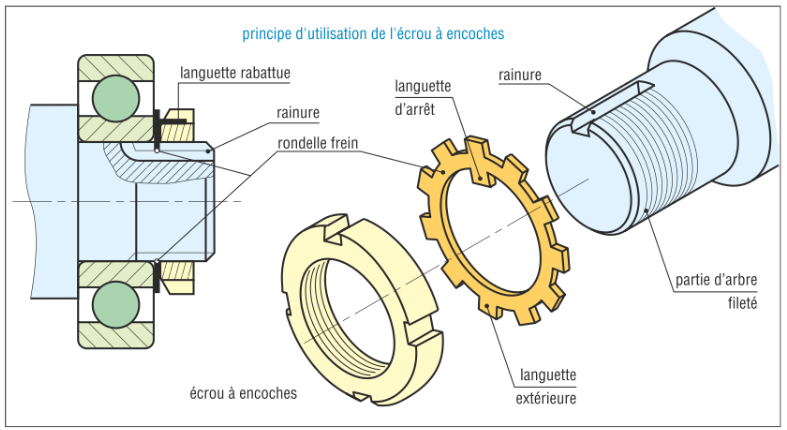 principe d'utilisation de l'écrou à encoches
languette rabattue
rainure
rondelle frein
languette
d'arrêt
rainure
partie d'arbre
fileté
écrou à encoches
languette
extérieure